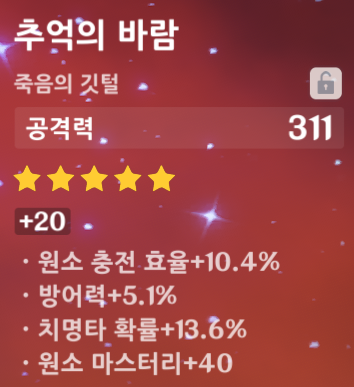 추억의 바람
죽음의 깃털
공격력 311
+20
· 원소 충전 효율+10.4%
· 방어력+5.1%
· 치명타 확률+13.6%
· 원소 마스터리+40